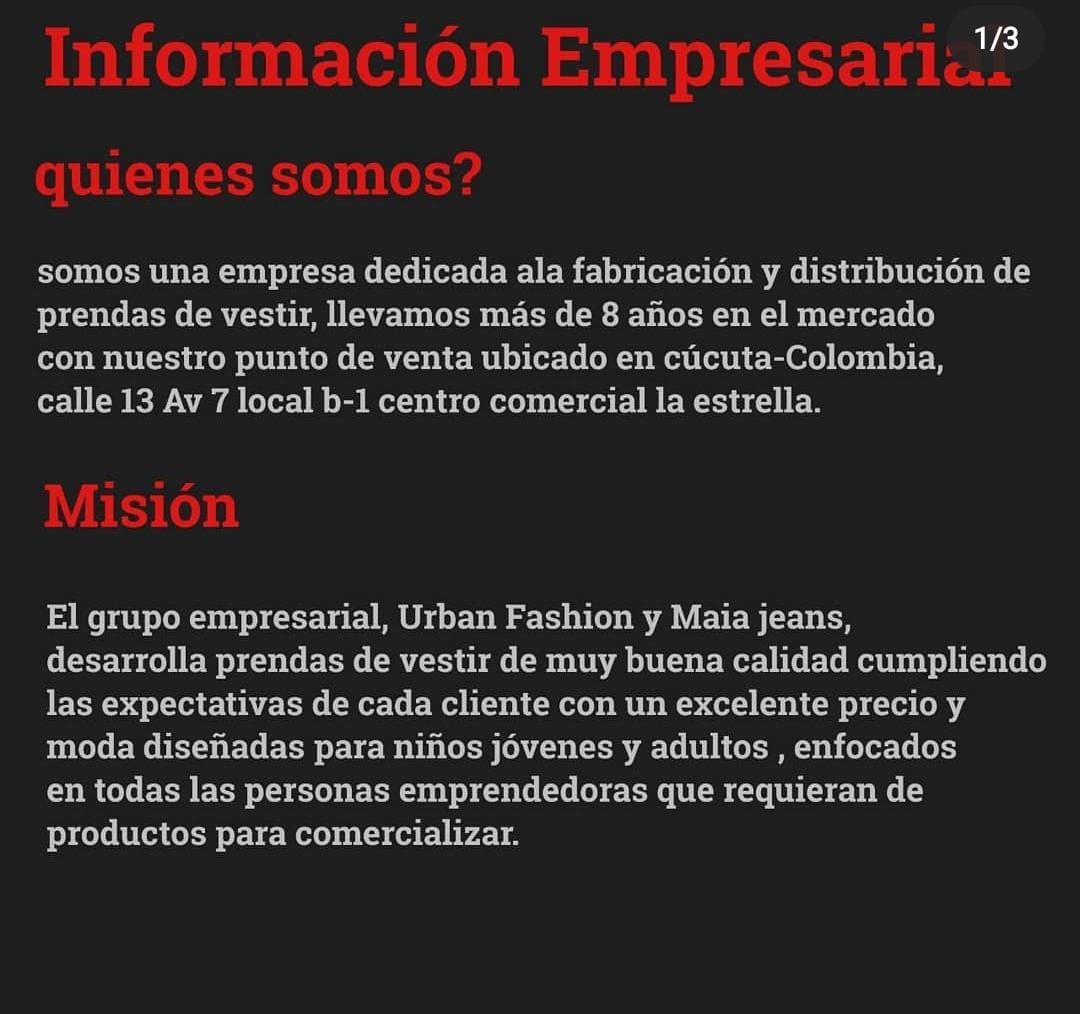 Información Empresarial
1/3
quienes somos?
somos una empresa dedicada ala fabricación y distribución de
prendas de vestir, llevamos más de 8 años en el mercado
con nuestro punto de venta ubicado en cúcuta-Colombia,
calle 13 Av 7 local b-1 centro comercial la estrella.
Misión
El grupo empresarial, Urban Fashion y Maia jeans,
desarrolla prendas de vestir de muy buena calidad cumpliendo
las expectativas de cada cliente con un excelente precio y
moda diseñadas para niños jóvenes y adultos , enfocados
en todas las personas emprendedoras que requieran de
productos para comercializar.